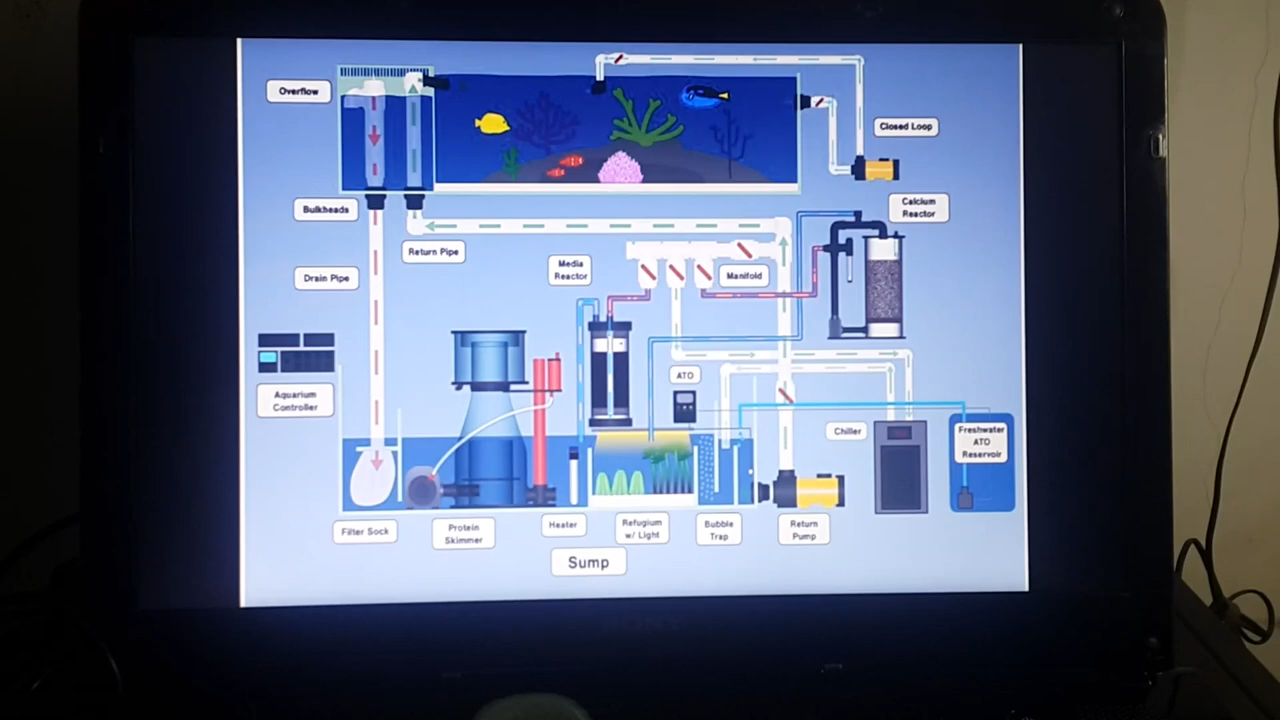 Overflow
Closed Loop
Bulkheads
Calcium
Reactor
Return Pipe
Media
Reactor
Manifold
Drain Pipe
ATO
Aquarium
Controller
Chiller
Freshwater
ATO
Reservoir
Filter Sock
Protein
Skimmer
Heater
Refugium
w/ Light
Bubble
Trap
Return
Pump
Sump
SONY